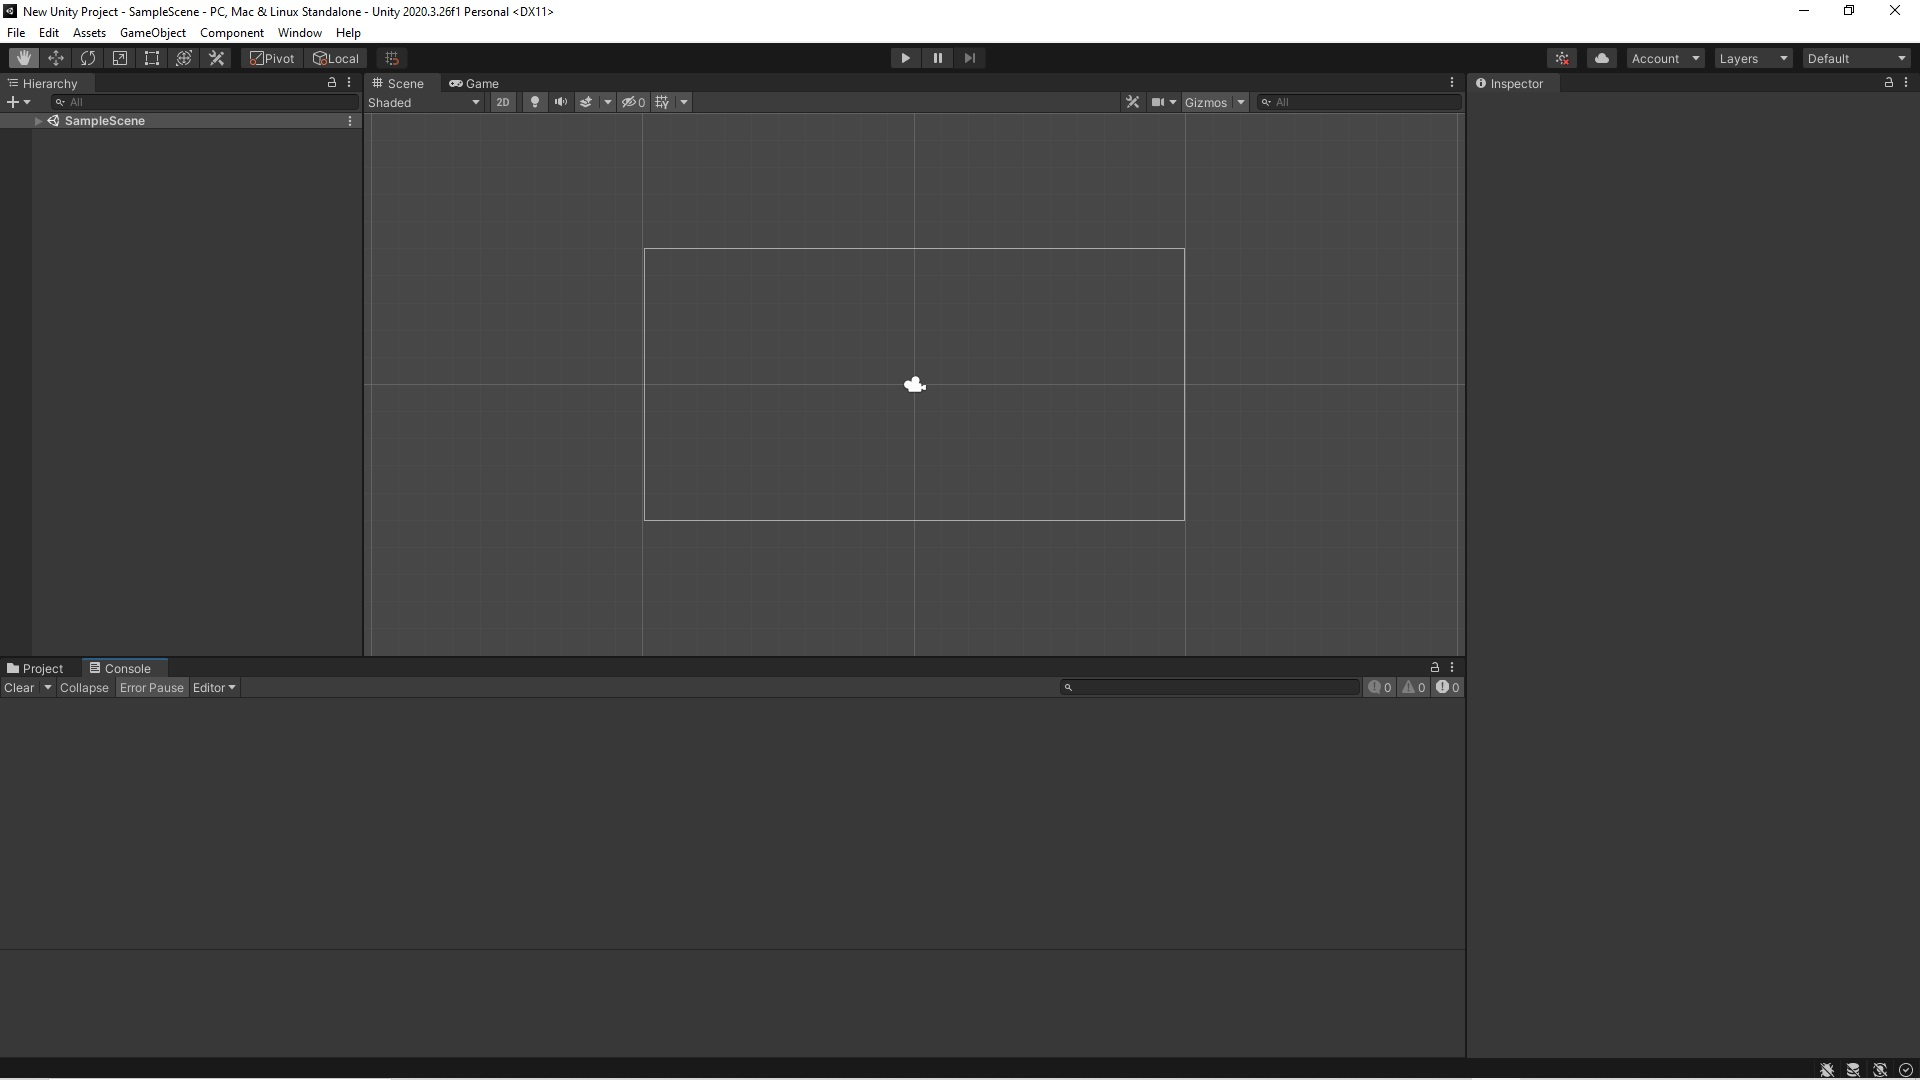 New Unity Project - SampleScene - PC, Mac & Linux Standalone - Unity 2020.3.26f1 Personal <DX11>
File Edit Assets GameObject Component Window Help
Pivot Local Account Layers Default
Hierarchy Scene Game Inspector
All Shaded 2D 0 Gizmos All
SampleScene
Project Console
Clear Collapse Error Pause Editor 0 0 0